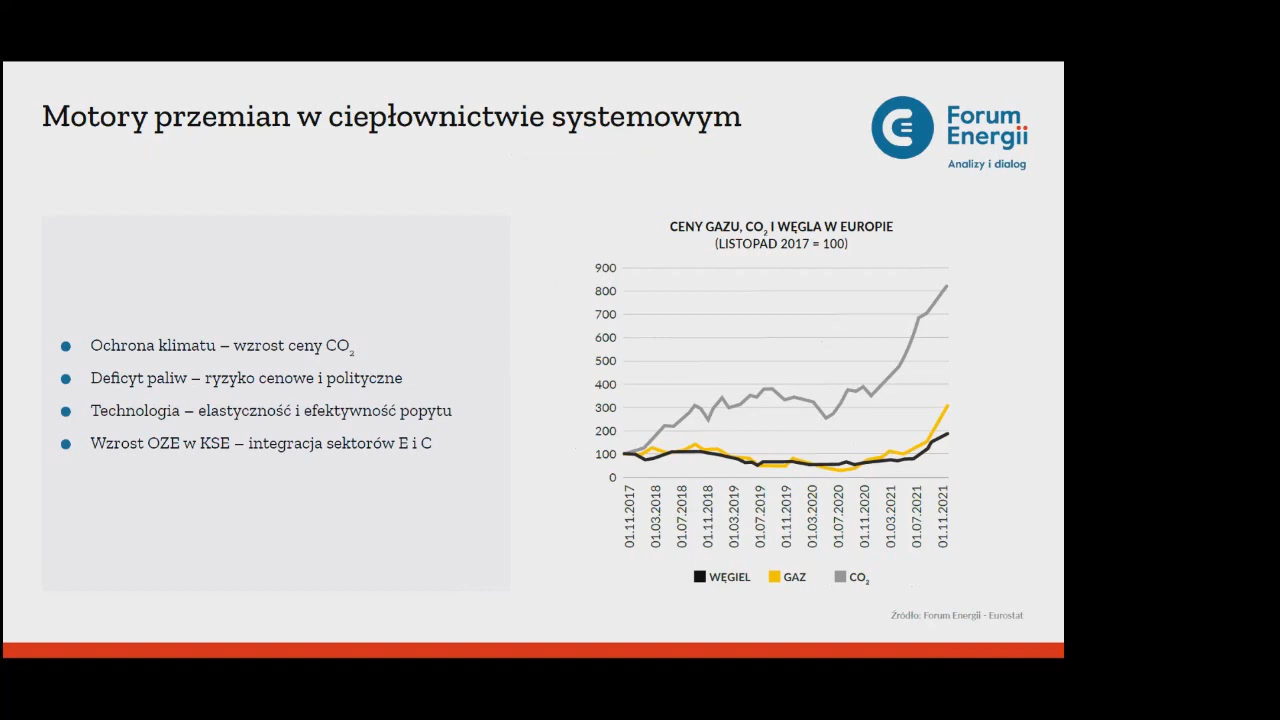 Motory przemian w ciepłownictwie systemowym
Forum
Energii
Analizy i dialog
Ochrona klimatu – wzrost ceny CO₂
Deficyt paliw – ryzyko cenowe i polityczne
Technologia – elastyczność i efektywność popytu
Wzrost OZE w KSE – integracja sektorów E i C
CENY GAZU, CO₂ I WĘGLA W EUROPIE
(LISTOPAD 2017 = 100)
900
800
700
600
500
400
300
200
100
0
01.11.2017
01.03.2018
01.07.2018
01.11.2018
01.03.2019
01.07.2019
01.11.2019
01.03.2020
01.07.2020
01.11.2020
01.03.2021
01.07.2021
01.11.2021
WĘGIEL GAZ CO₂
Źródło: Forum Energii - Eurostat